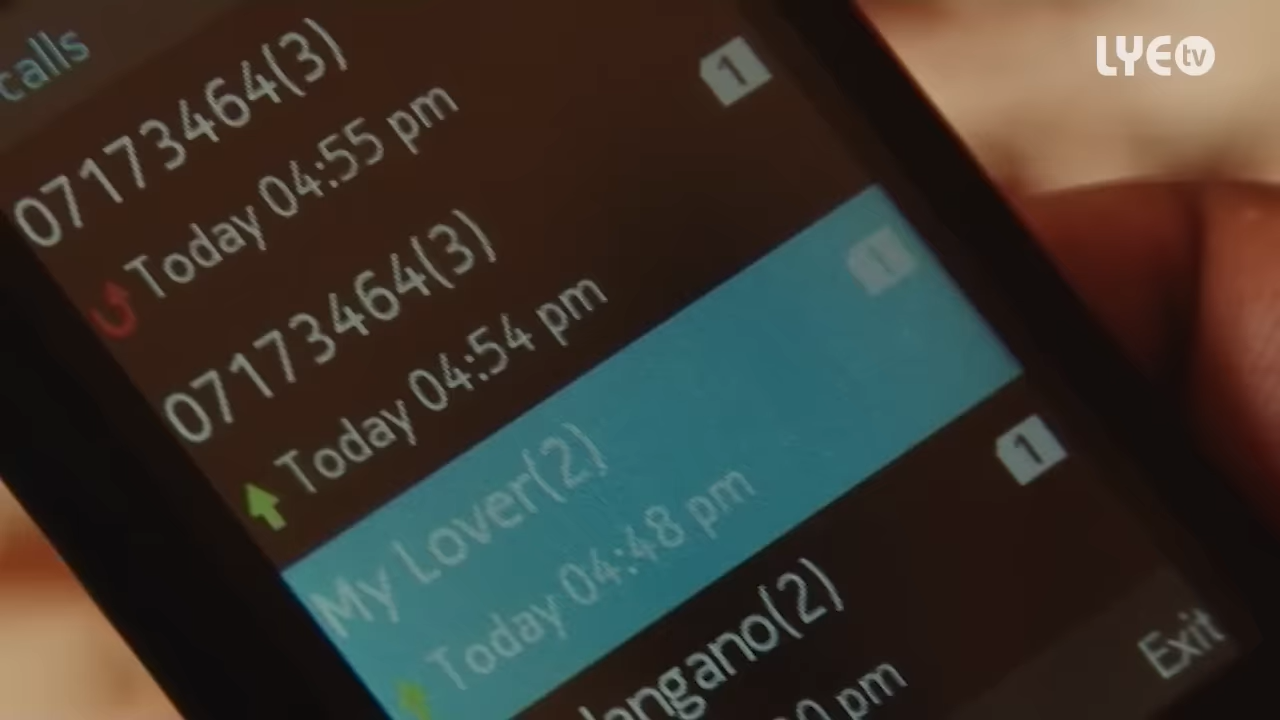 LYE tv
calls
07173464(3)
1
Today 04:55 pm
07173464(3)
1
Today 04:54 pm
My Lover(2)
1
Today 04:48 pm
pm
Exit